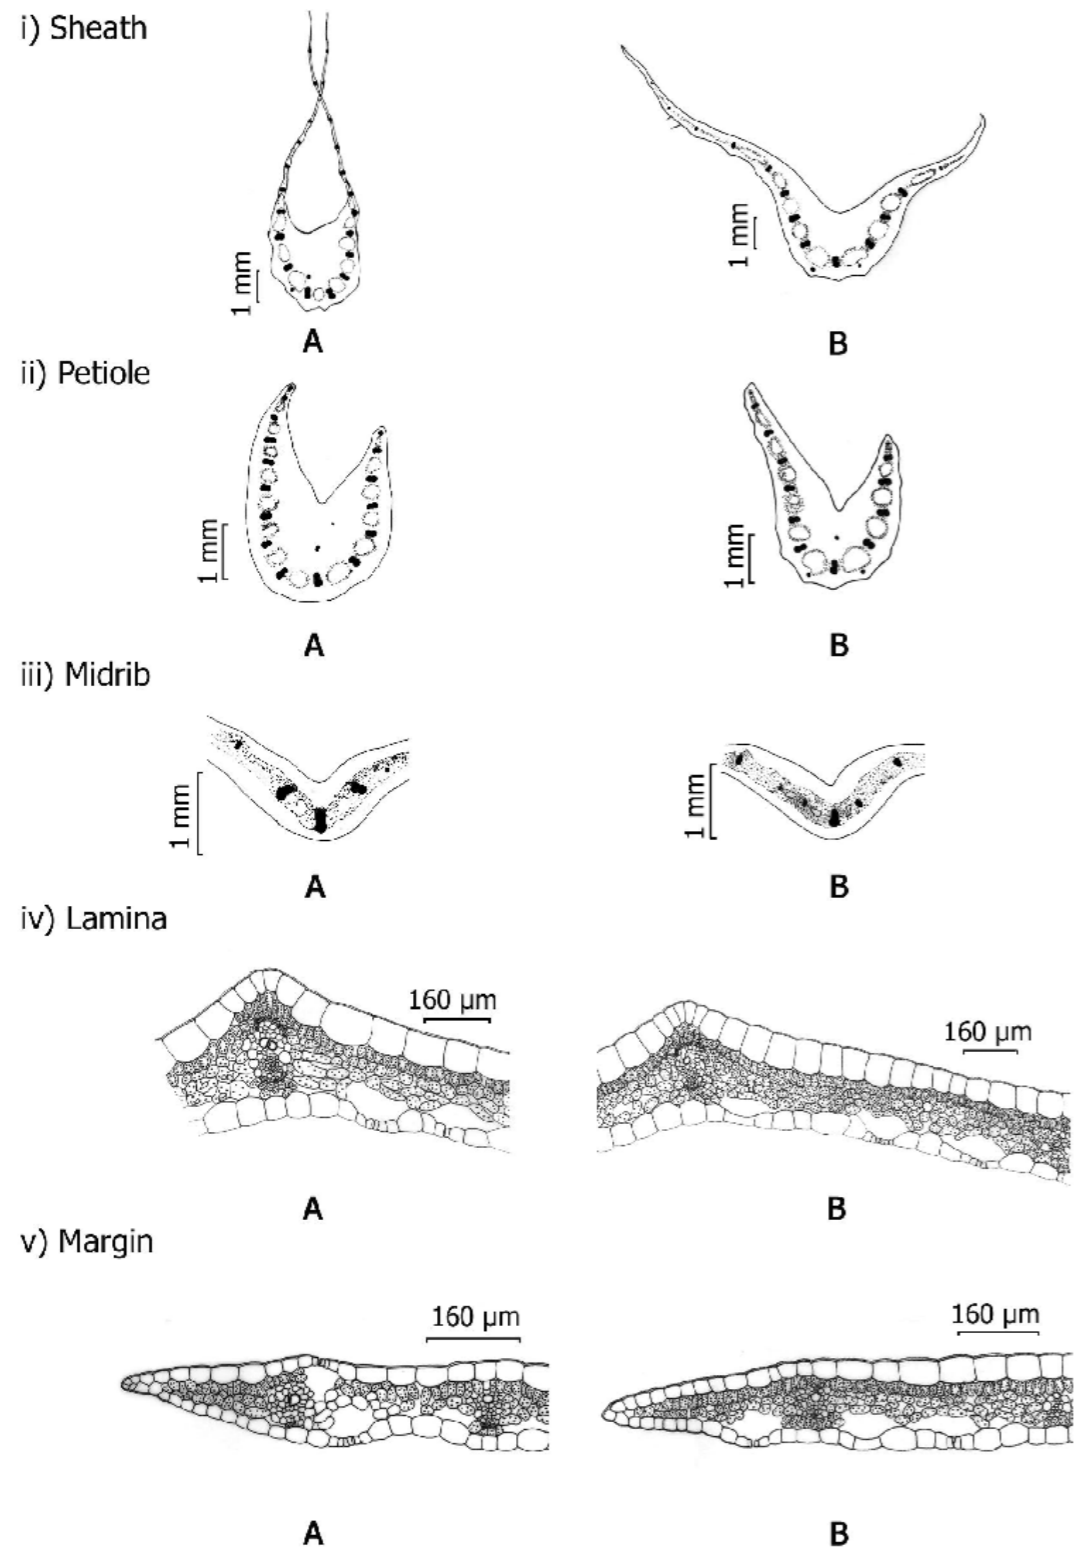 i) Sheath
1 mm
1 mm
A
B
ii) Petiole
1 mm
1 mm
A
B
iii) Midrib
1 mm
1 mm
A
B
iv) Lamina
160 µm
160 µm
A
B
v) Margin
160 µm
160 µm
A
B